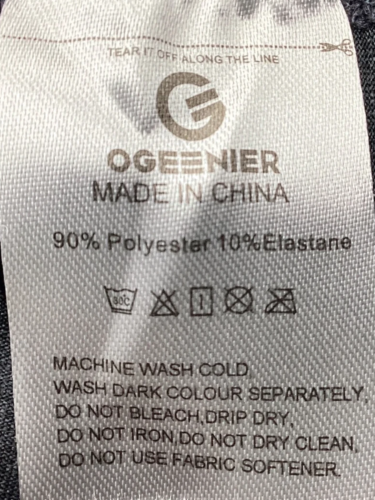 TEAR IT OFF ALONG THE LINE
OGEENIER
MADE IN CHINA
90% Polyester 10%Elastane
30C
MACHINE WASH COLD,
WASH DARK COLOUR SEPARATELY,
DO NOT BLEACH,DRIP DRY,
DO NOT IRON,DO NOT DRY CLEAN,
DO NOT USE FABRIC SOFTENER.